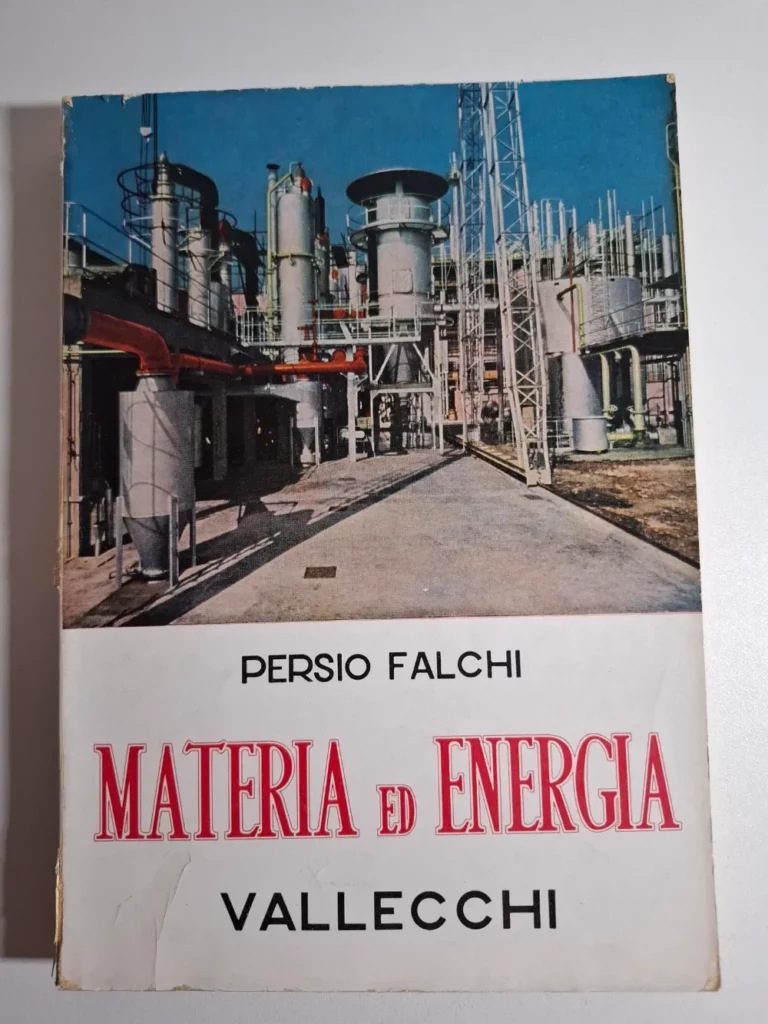 PERSIO FALCHI
MATERIA ED ENERGIA
VALLECCHI